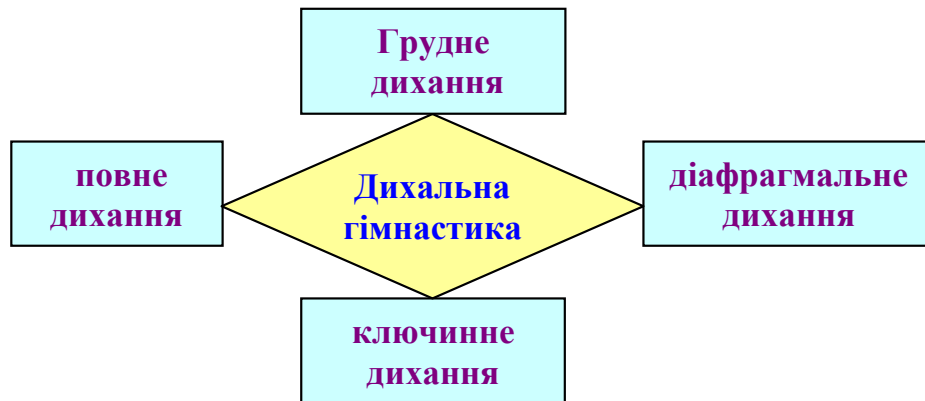 Грудне
дихання
повне
дихання
Дихальна
гімнастика
діафрагмальне
дихання
ключинне
дихання